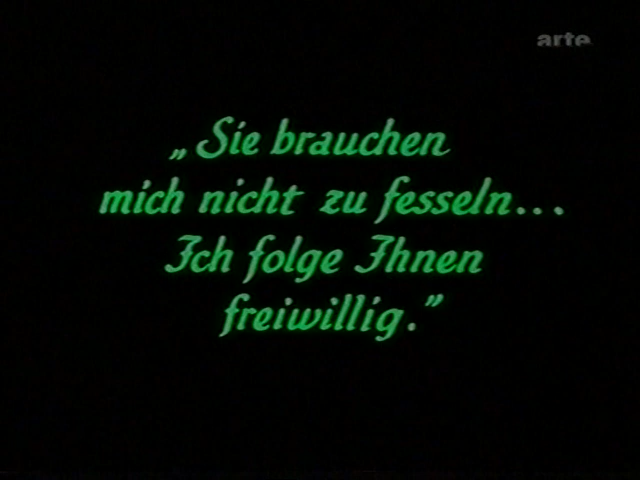 arte
„Sie brauchen
mich nicht zu fesseln...
Ich folge Ihnen
freiwillig.”